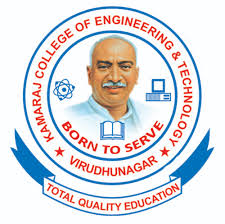 KAMARAJ COLLEGE OF ENGINEERING & TECHNOLOGY
BORN TO SERVE
VIRUDHUNAGAR
TOTAL QUALITY EDUCATION